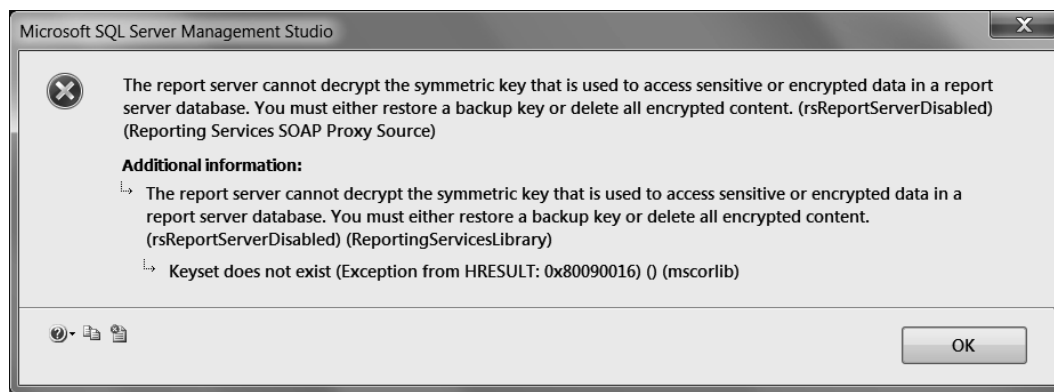 Microsoft SQL Server Management Studio
The report server cannot decrypt the symmetric key that is used to access sensitive or encrypted data in a report
server database. You must either restore a backup key or delete all encrypted content. (rsReportServerDisabled)
(Reporting Services SOAP Proxy Source)
Additional information:
The report server cannot decrypt the symmetric key that is used to access sensitive or encrypted data in a
report server database. You must either restore a backup key or delete all encrypted content.
(rsReportServerDisabled) (ReportingServicesLibrary)
Keyset does not exist (Exception from HRESULT: 0x80090016) () (mscorlib)
OK